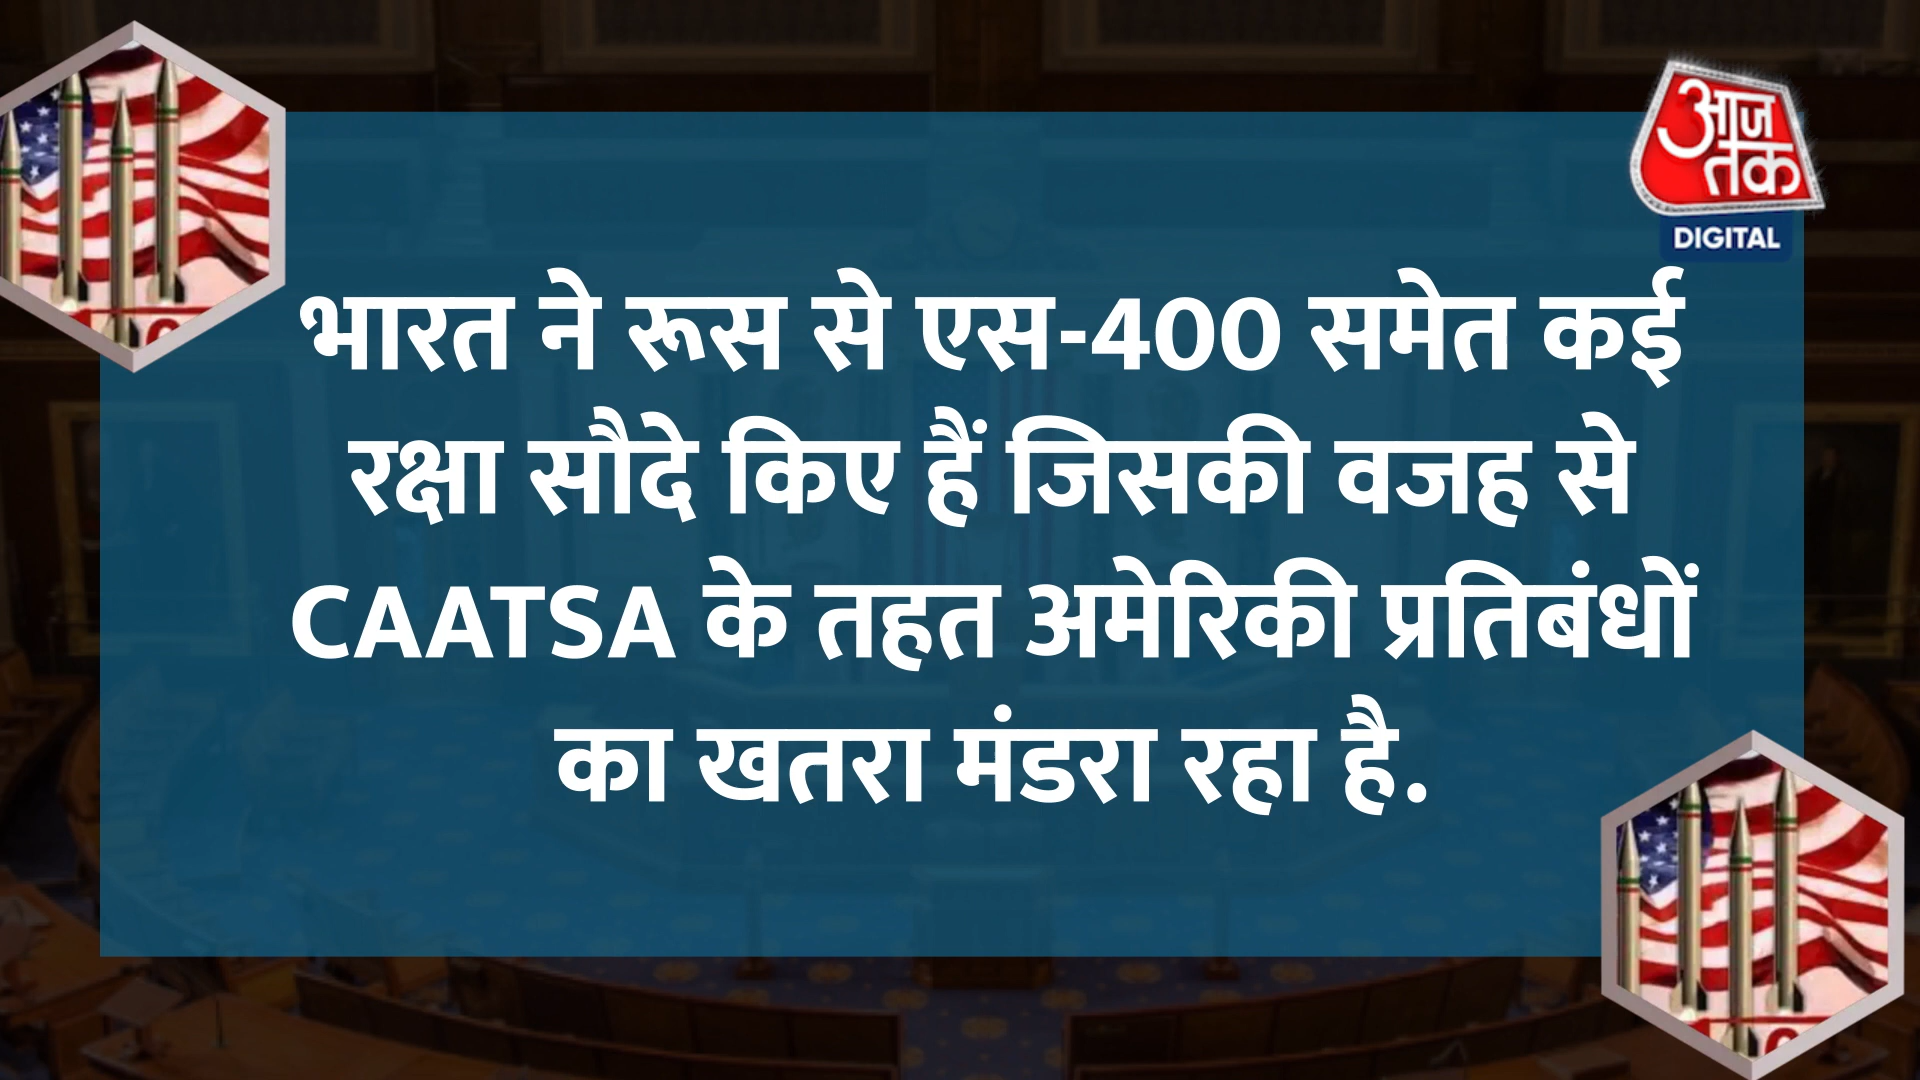 आज
तक
DIGITAL
भारत ने रूस से एस-400 समेत कई
रक्षा सौदे किए हैं जिसकी वजह से
CAATSA के तहत अमेरिकी प्रतिबंधों
का खतरा मंडरा रहा है.